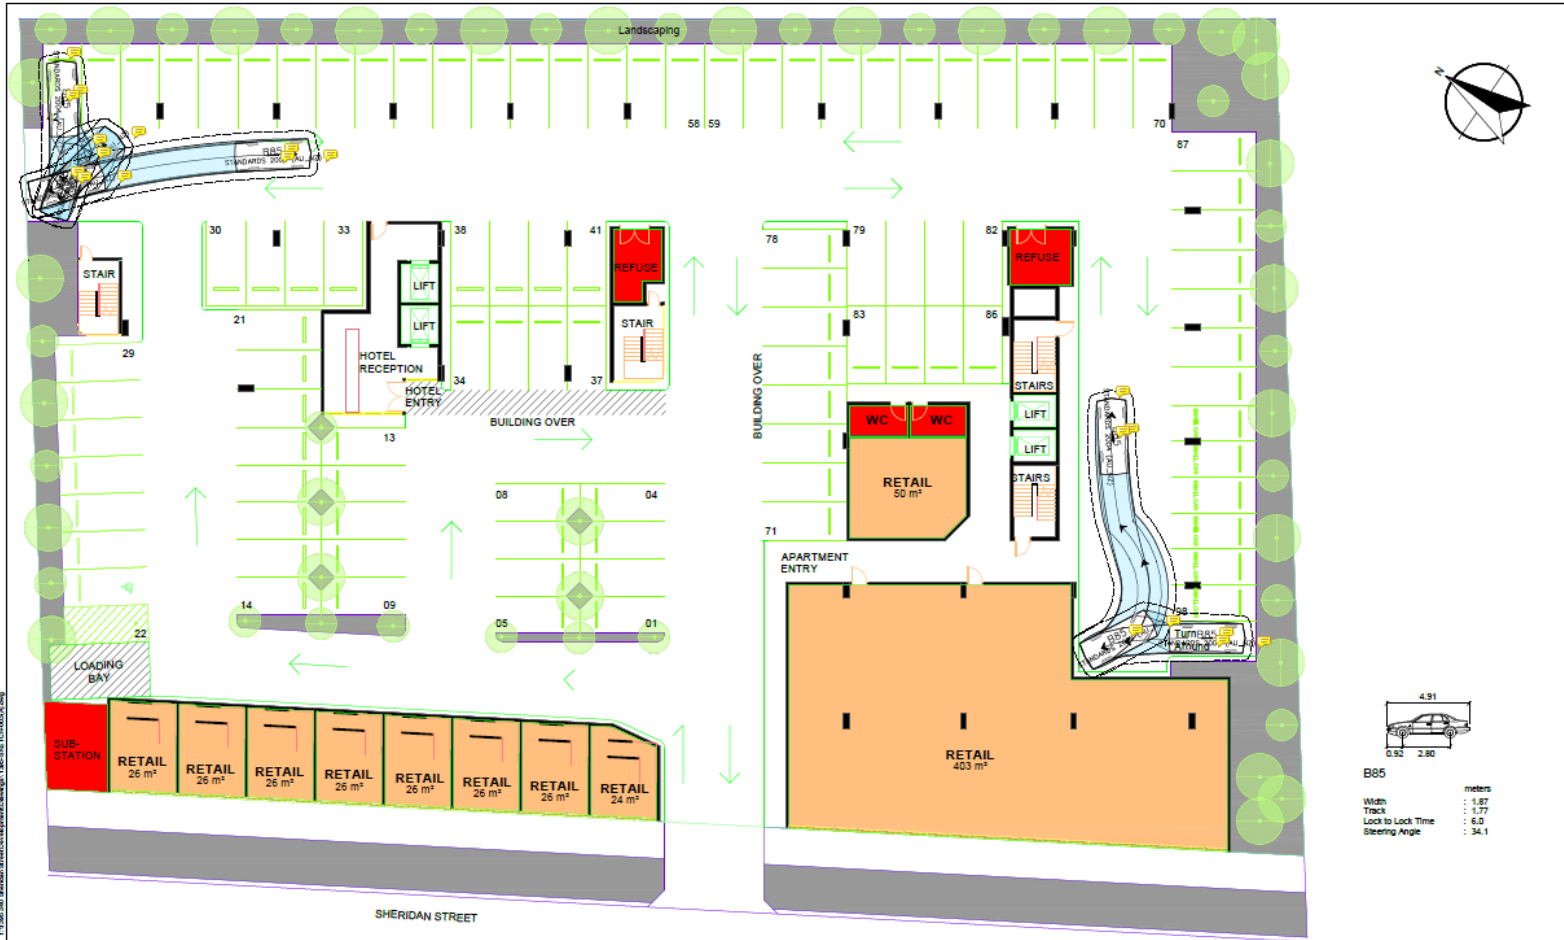 Landscaping
N
58 59
70
87
B85
STANDARDS 2004 (AU_NZ)
30
33
38
41
78
79
82
STAIR
LIFT
REFUSE
REFUSE
21
LIFT
STAIR
83
86
29
HOTEL
RECEPTION
34
37
HOTEL
ENTRY
BUILDING OVER
BUILDING OVER
STAIRS
13
WC
WC
LIFT
LIFT
STAIRS
RETAIL
50 m²
08
04
71
APARTMENT
ENTRY
14
09
05
01
22
98
B85
Turn
Around
B85
LOADING
BAY
SUB-
STATION
RETAIL
26 m²
RETAIL
26 m²
RETAIL
26 m²
RETAIL
26 m²
RETAIL
26 m²
RETAIL
26 m²
RETAIL
26 m²
RETAIL
24 m²
RETAIL
403 m²
4.91
0.92
2.80
B85
meters
Width : 1.87
Track : 1.77
Lock to Lock Time : 6.0
Steering Angle : 34.1
SHERIDAN STREET